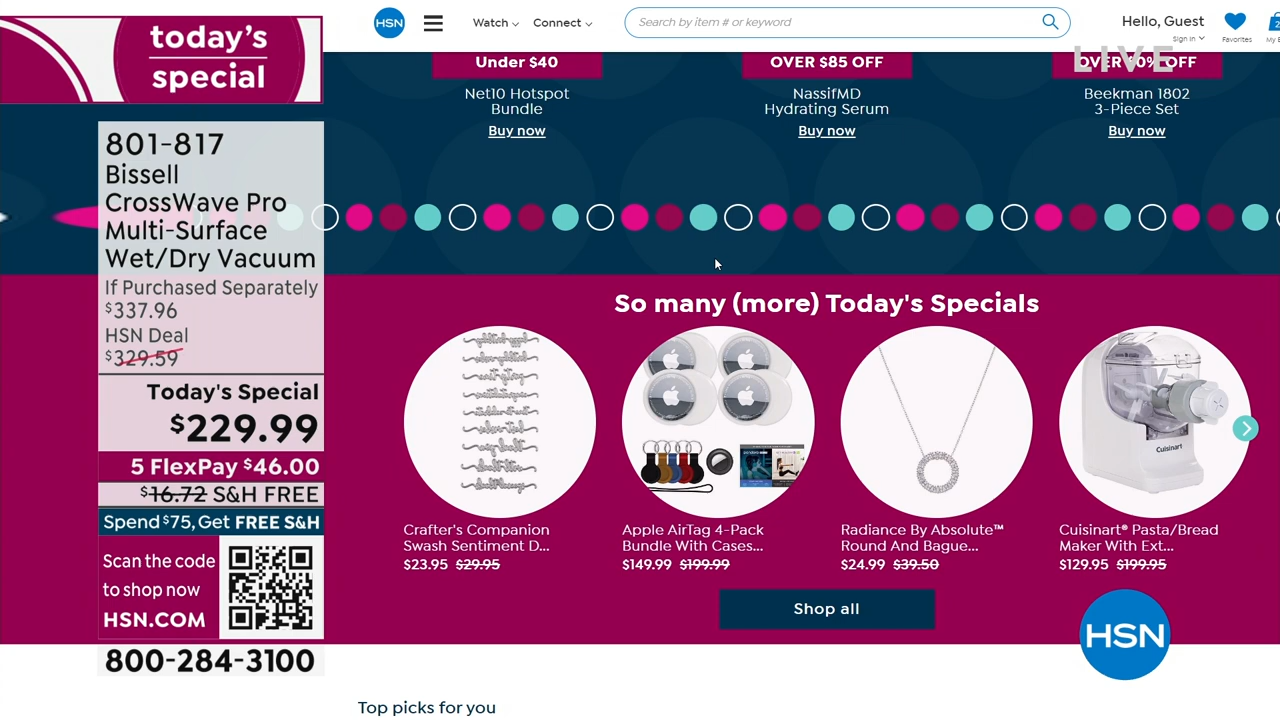 today's
special
801-817
Bissell
CrossWave Pro
Multi-Surface
Wet/Dry Vacuum
If Purchased Separately
$337.96
HSN Deal
$329.59
Today's Special
$229.99
5 FlexPay $46.00
$16.72 S&H FREE
Spend $75, Get FREE S&H
Scan the code
to shop now
HSN.COM
800-284-3100
HSN
Watch
Connect
Search by item # or keyword
Hello, Guest
Sign In
Favorites
LIVE
Under $40
Net10 Hotspot
Bundle
Buy now
OVER $85 OFF
NassifMD
Hydrating Serum
Buy now
Beekman 1802
3-Piece Set
Buy now
So many (more) Today's Specials
Crafter's Companion
Swash Sentiment D...
$23.95 $29.95
Apple AirTag 4-Pack
Bundle With Cases...
$149.99 $199.99
Radiance By Absolute™
Round And Bague...
$24.99 $39.50
Cuisinart
Cuisinart® Pasta/Bread
Maker With Ext...
$129.95 $199.95
Shop all
HSN
Top picks for you